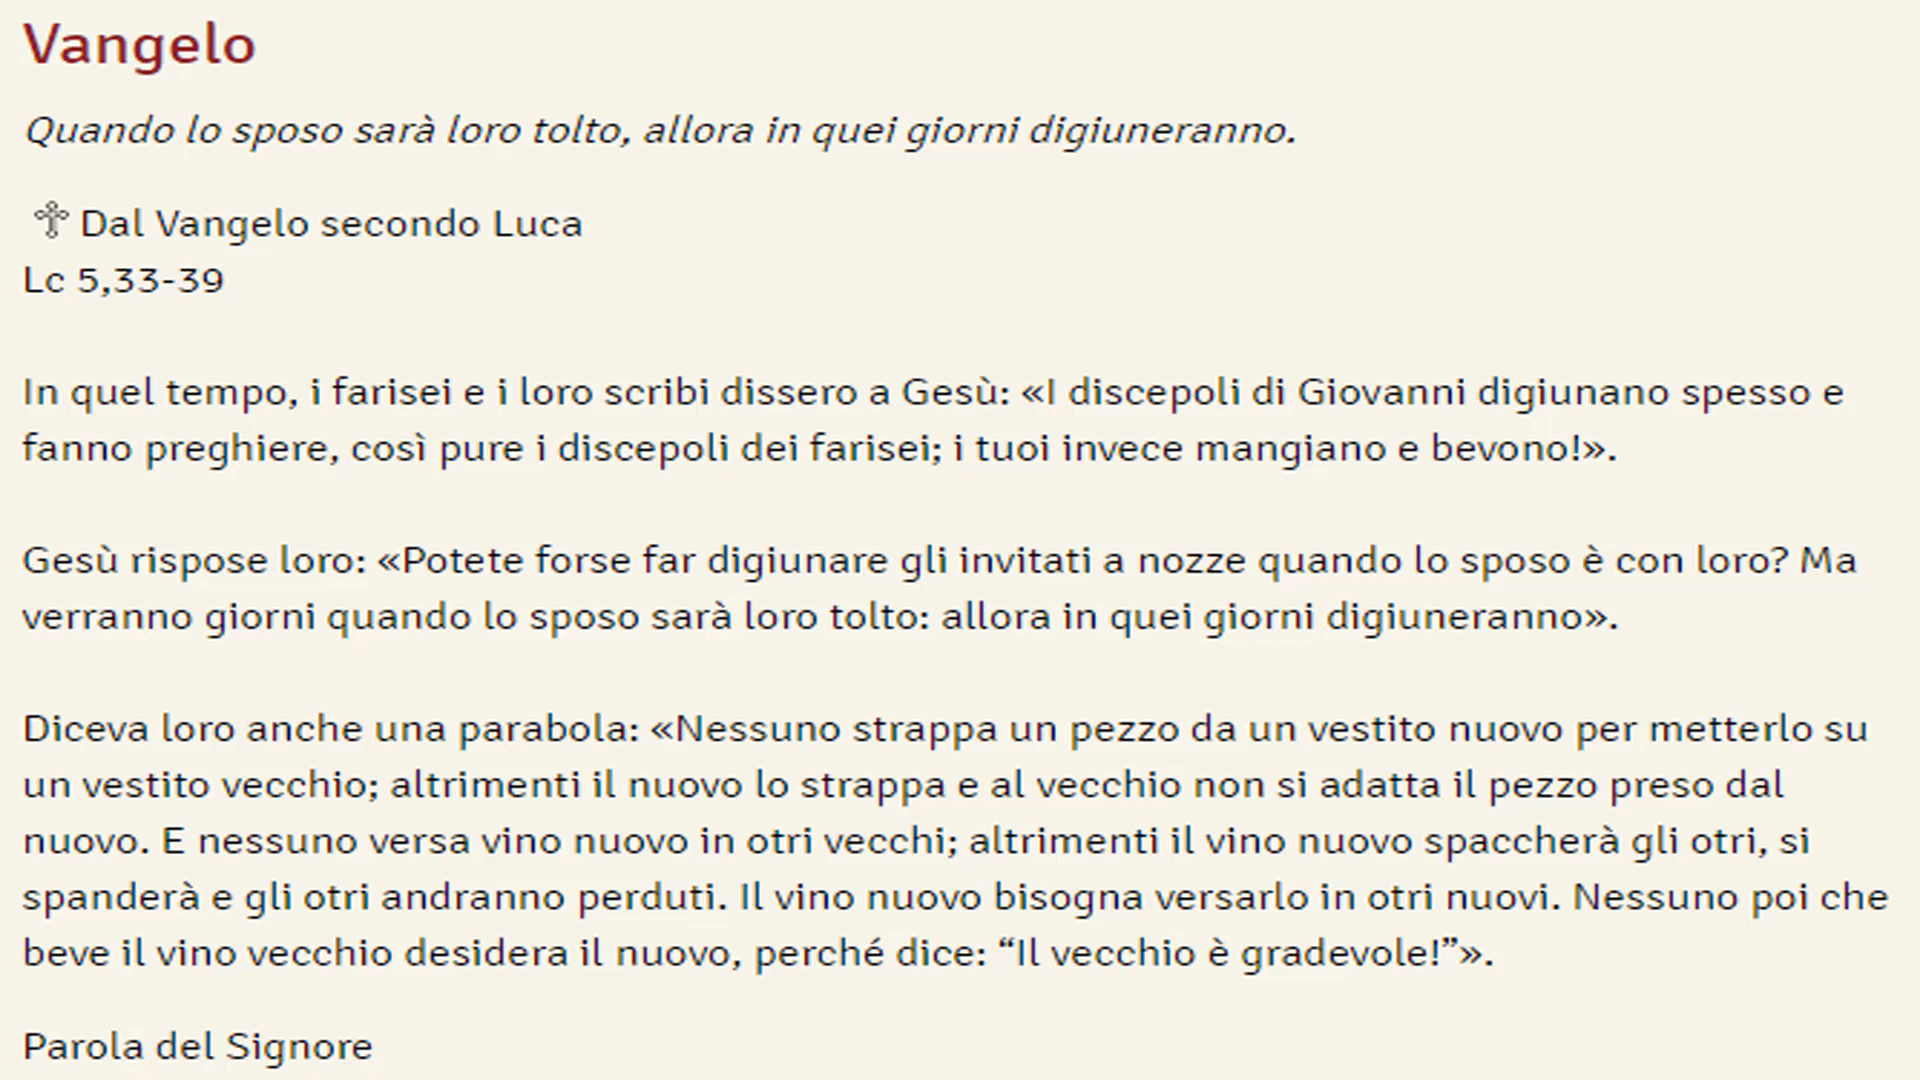 Vangelo
Quando lo sposo sarà loro tolto, allora in quei giorni digiuneranno.
✞ Dal Vangelo secondo Luca
Lc 5,33-39
In quel tempo, i farisei e i loro scribi dissero a Gesù: «I discepoli di Giovanni digiunano spesso e
fanno preghiere, così pure i discepoli dei farisei; i tuoi invece mangiano e bevono!».
Gesù rispose loro: «Potete forse far digiunare gli invitati a nozze quando lo sposo è con loro? Ma
verranno giorni quando lo sposo sarà loro tolto: allora in quei giorni digiuneranno».
Diceva loro anche una parabola: «Nessuno strappa un pezzo da un vestito nuovo per metterlo su
un vestito vecchio; altrimenti il nuovo lo strappa e al vecchio non si adatta il pezzo preso dal
nuovo. E nessuno versa vino nuovo in otri vecchi; altrimenti il vino nuovo spaccherà gli otri, si
spanderà e gli otri andranno perduti. Il vino nuovo bisogna versarlo in otri nuovi. Nessuno poi che
beve il vino vecchio desidera il nuovo, perché dice: “Il vecchio è gradevole!”».
Parola del Signore